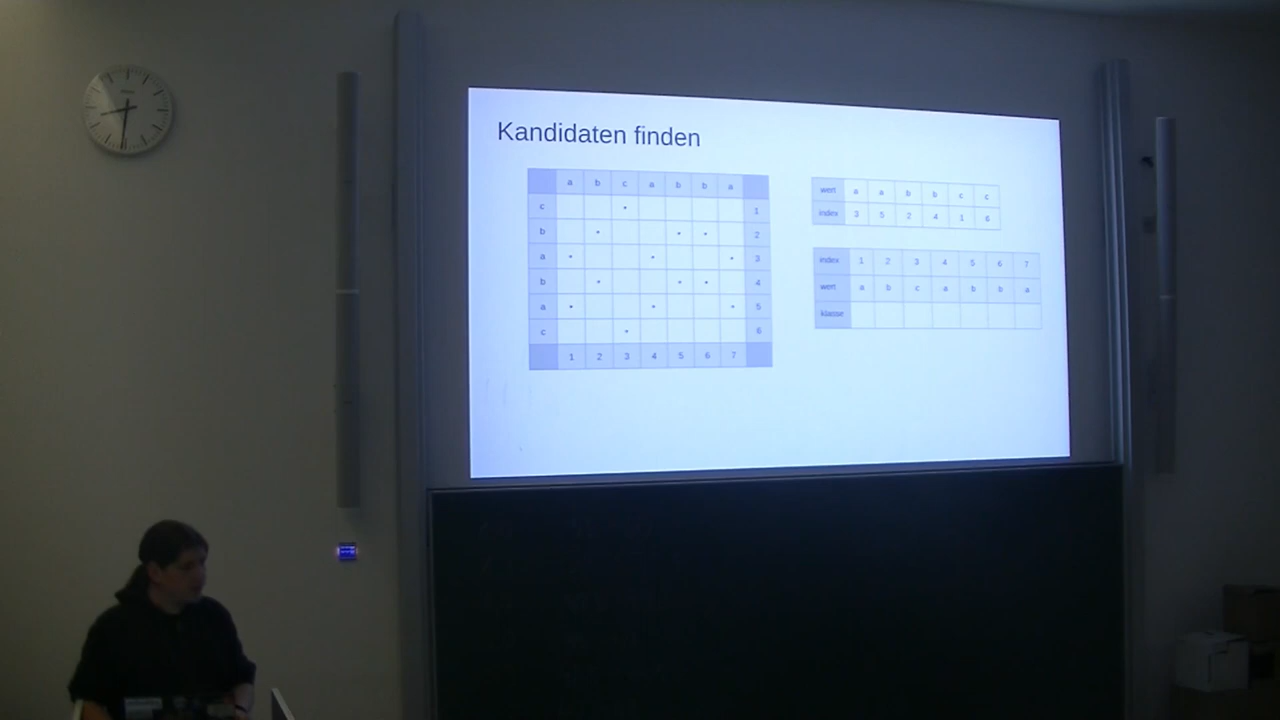 Kandidaten finden
a b c a b b a
c 1
b 2
a 3
b 4
a 5
c 6
1 2 3 4 5 6 7
wert a a b b c c
index 3 5 2 4 1 6
index 1 2 3 4 5 6 7
wert a b c a b b a
klasse